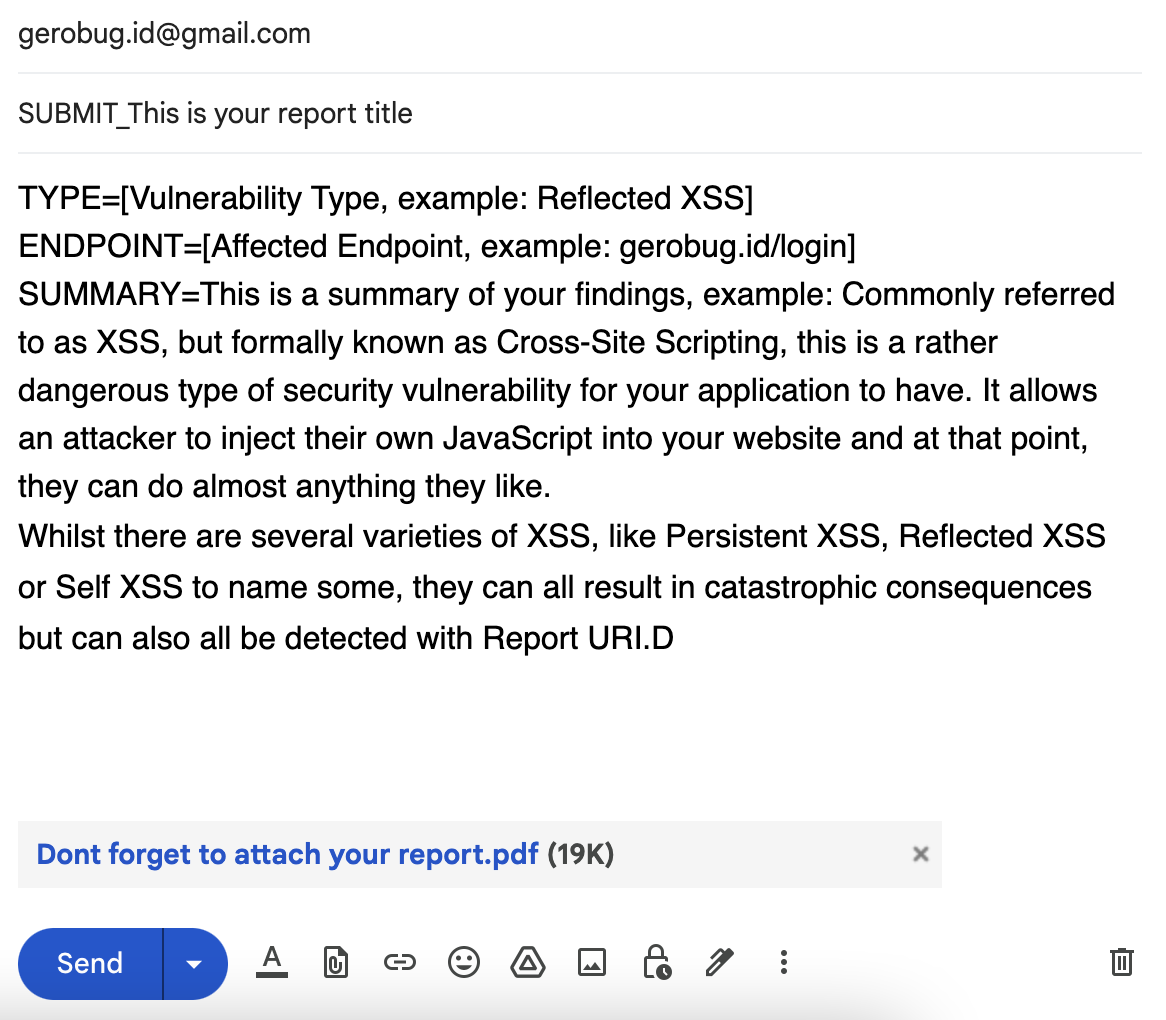 gerobug.id@gmail.com
SUBMIT_This is your report title
TYPE=[Vulnerability Type, example: Reflected XSS]
ENDPOINT=[Affected Endpoint, example: gerobug.id/login]
SUMMARY=This is a summary of your findings, example: Commonly referred
to as XSS, but formally known as Cross-Site Scripting, this is a rather
dangerous type of security vulnerability for your application to have. It allows
an attacker to inject their own JavaScript into your website and at that point,
they can do almost anything they like.
Whilst there are several varieties of XSS, like Persistent XSS, Reflected XSS
or Self XSS to name some, they can all result in catastrophic consequences
but can also all be detected with Report URI.D
Dont forget to attach your report.pdf (19K)
Send